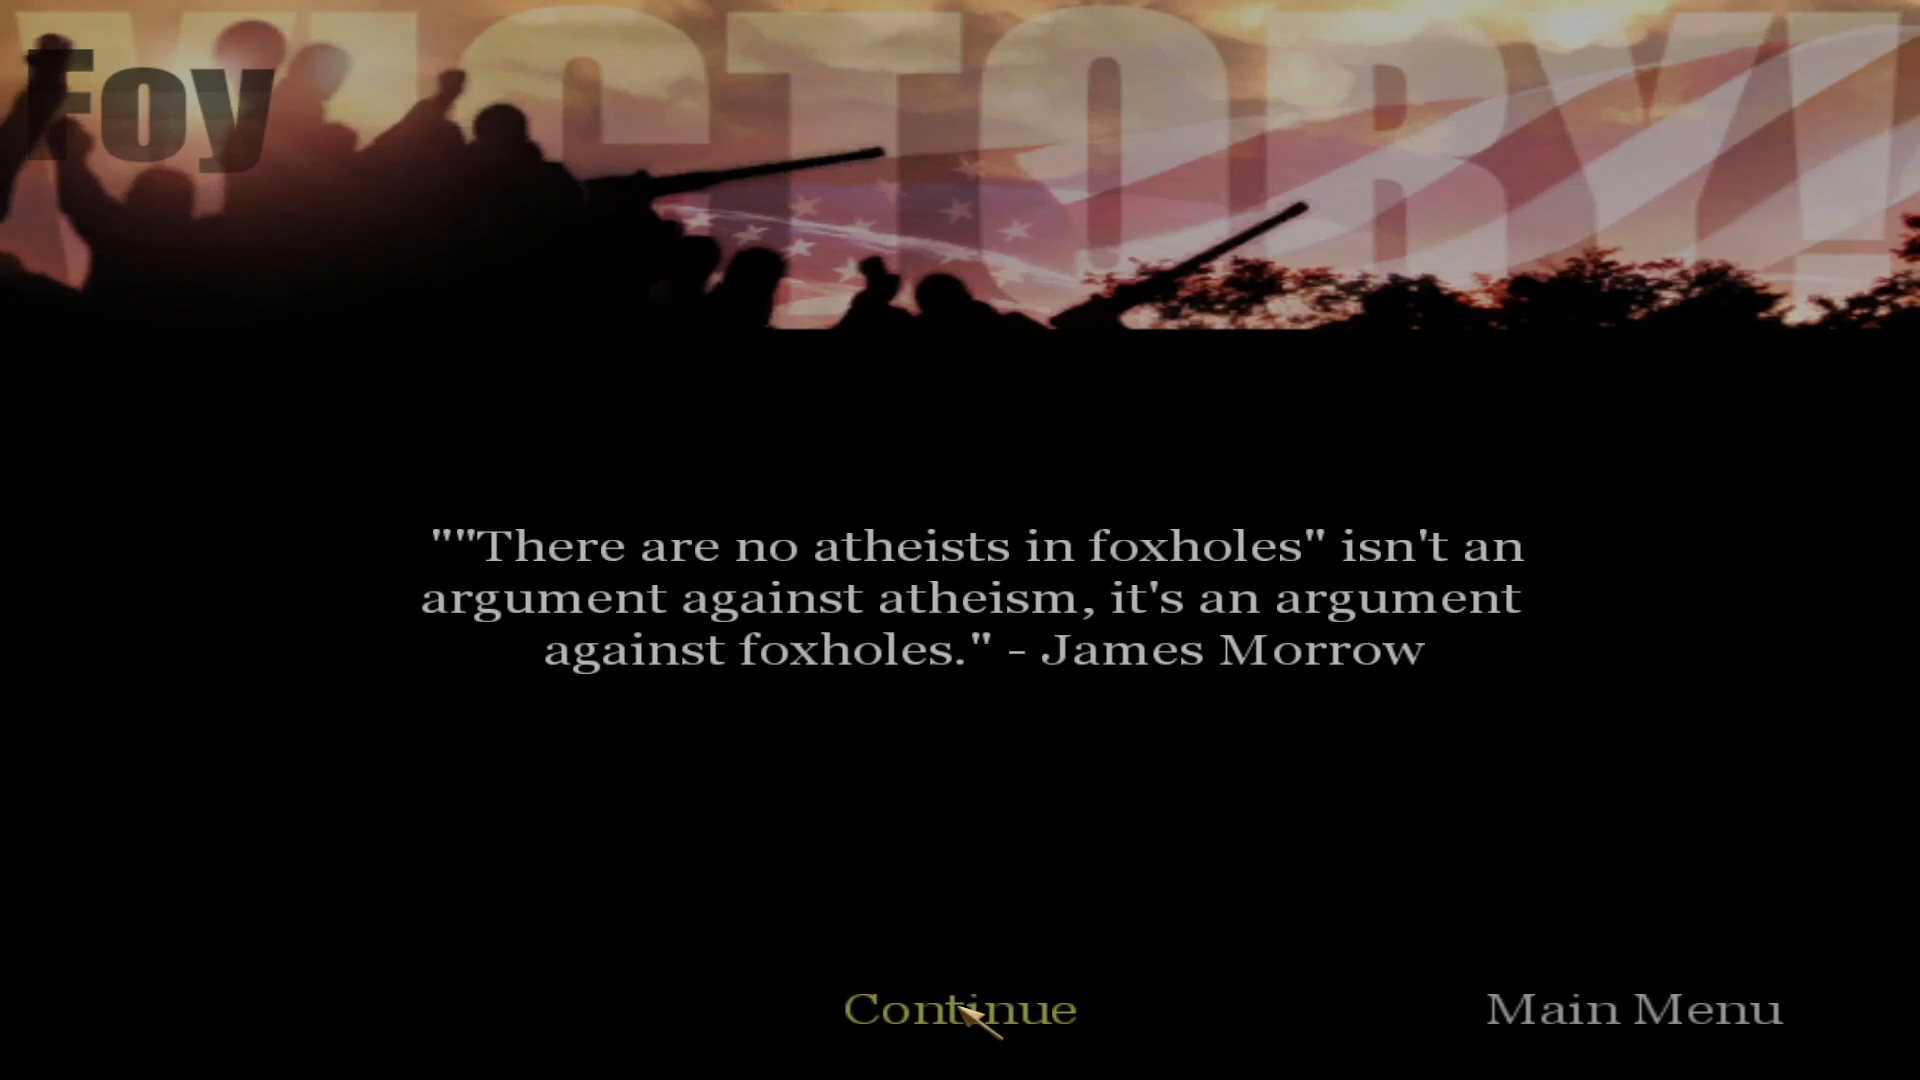 VICTORY!
Foy
""There are no atheists in foxholes" isn't an
argument against atheism, it's an argument
against foxholes." - James Morrow
Continue
Main Menu